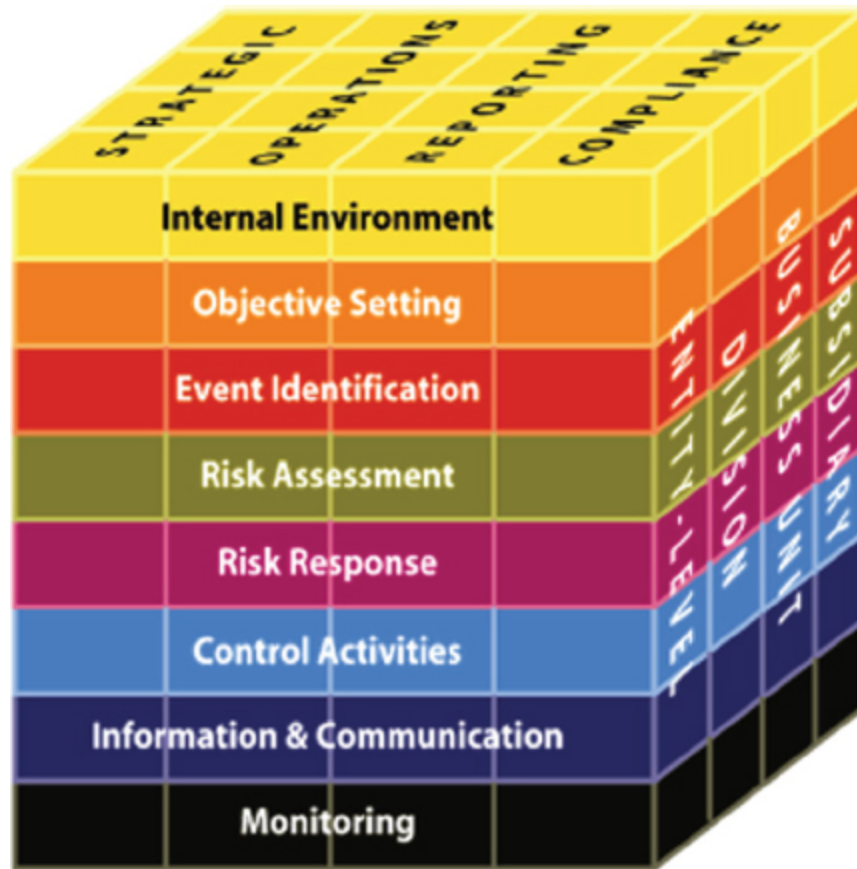 STRATEGIC
OPERATIONS
REPORTING
COMPLIANCE
Internal Environment
Objective Setting
Event Identification
Risk Assessment
Risk Response
Control Activities
Information & Communication
Monitoring
ENTITY-LEVEL
DIVISION
BUSINESS UNIT
SUBSIDIARY